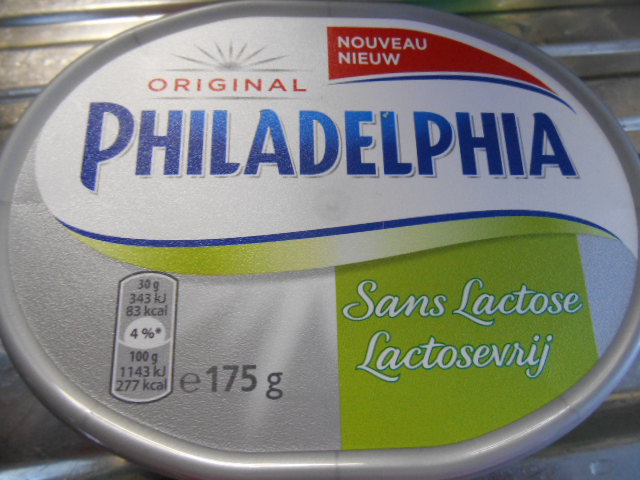 NOUVEAU
NIEUW
ORIGINAL
PHILADELPHIA
Sans Lactose
Lactosevrij
30 g
343 kJ
83 kcal
4 %*
100 g
1143 kJ
277 kcal
e 175 g